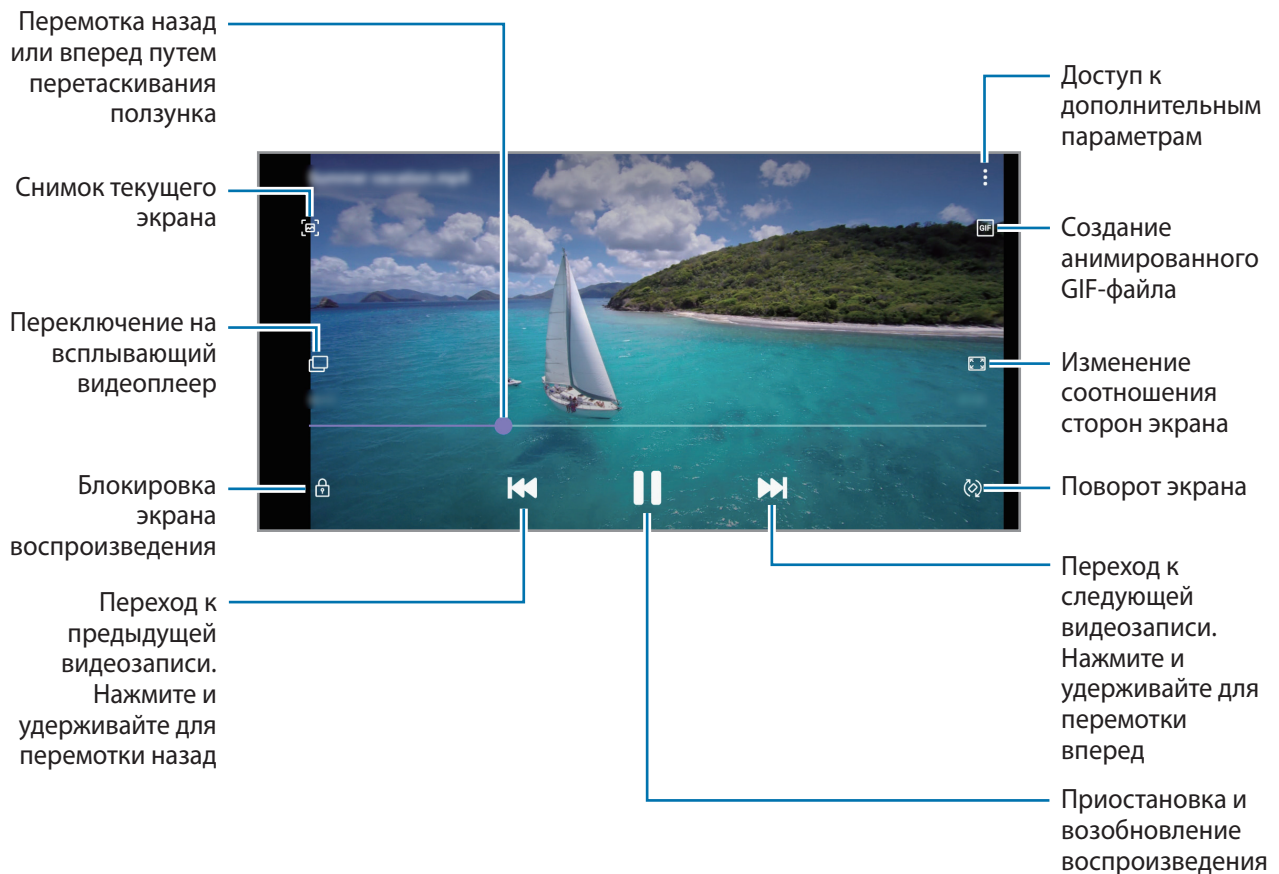 Перемотка назад
или вперед путем
перетаскивания
ползунка
Снимок текущего
экрана
Переключение на
всплывающий
видеоплеер
Блокировка
экрана
воспроизведения
Переход к
предыдущей
видеозаписи.
Нажмите и
удерживайте для
перемотки назад
Доступ к
дополнительным
параметрам
GIF
Создание
анимированного
GIF-файла
Изменение
соотношения
сторон экрана
Поворот экрана
Переход к
следующей
видеозаписи.
Нажмите и
удерживайте для
перемотки
вперед
Приостановка и
возобновление
воспроизведения